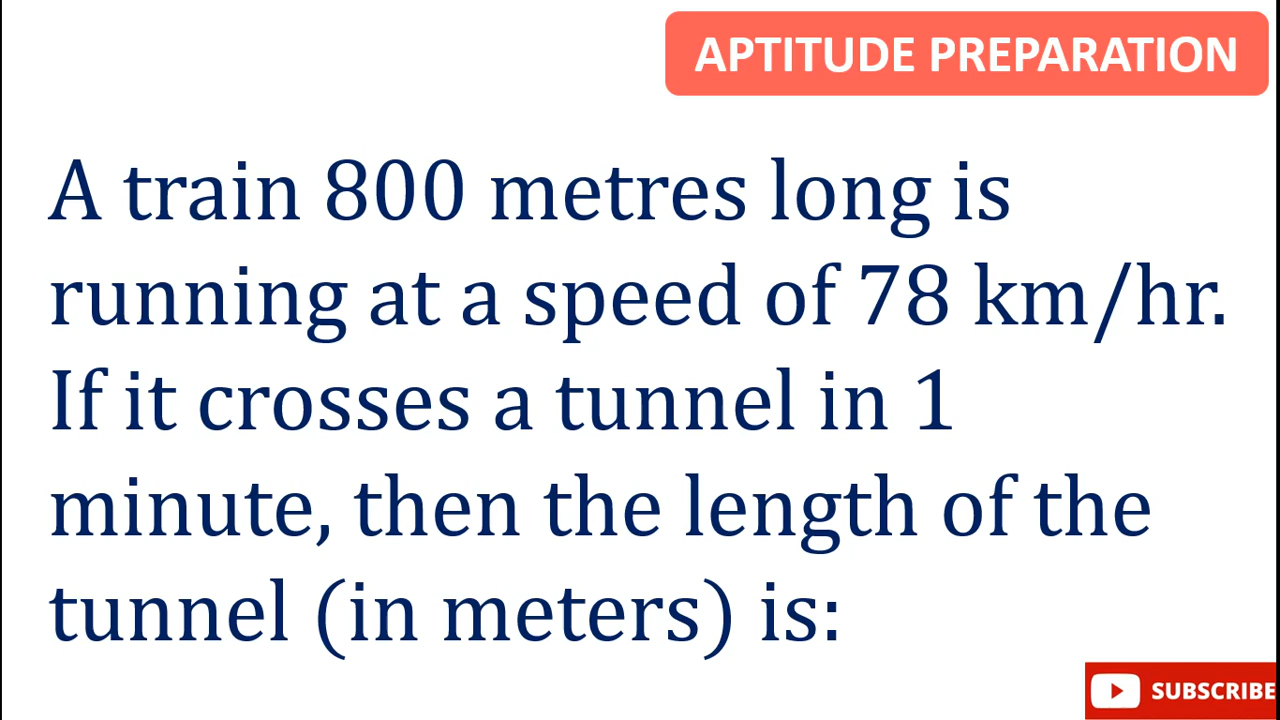 APTITUDE PREPARATION
A train 800 metres long is
running at a speed of 78 km/hr.
If it crosses a tunnel in 1
minute, then the length of the
tunnel (in meters) is:
SUBSCRIBE